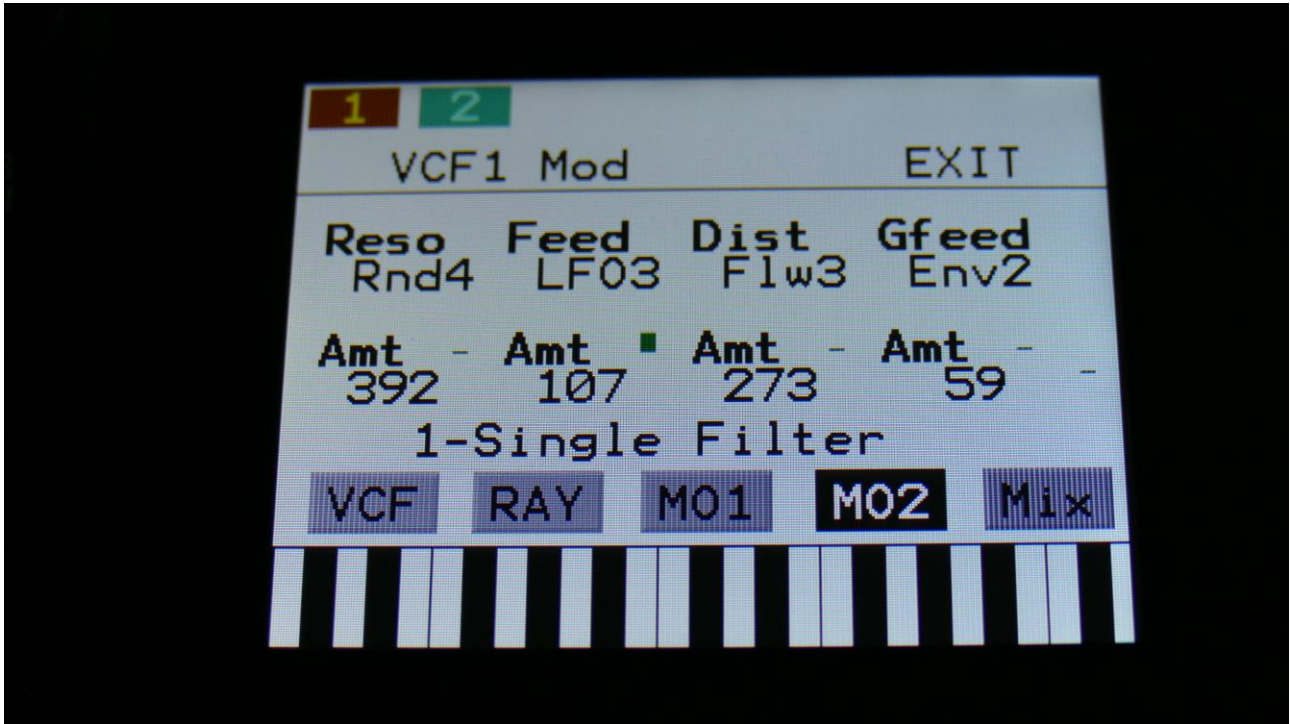 1 2
VCF1 Mod EXIT
Reso Feed Dist Gfeed
Rnd4 LFO3 Flw3 Env2
Amt - Amt Amt - Amt -
392 107 273 59 -
1-Single Filter
VCF RAY MO1 MO2 Mix